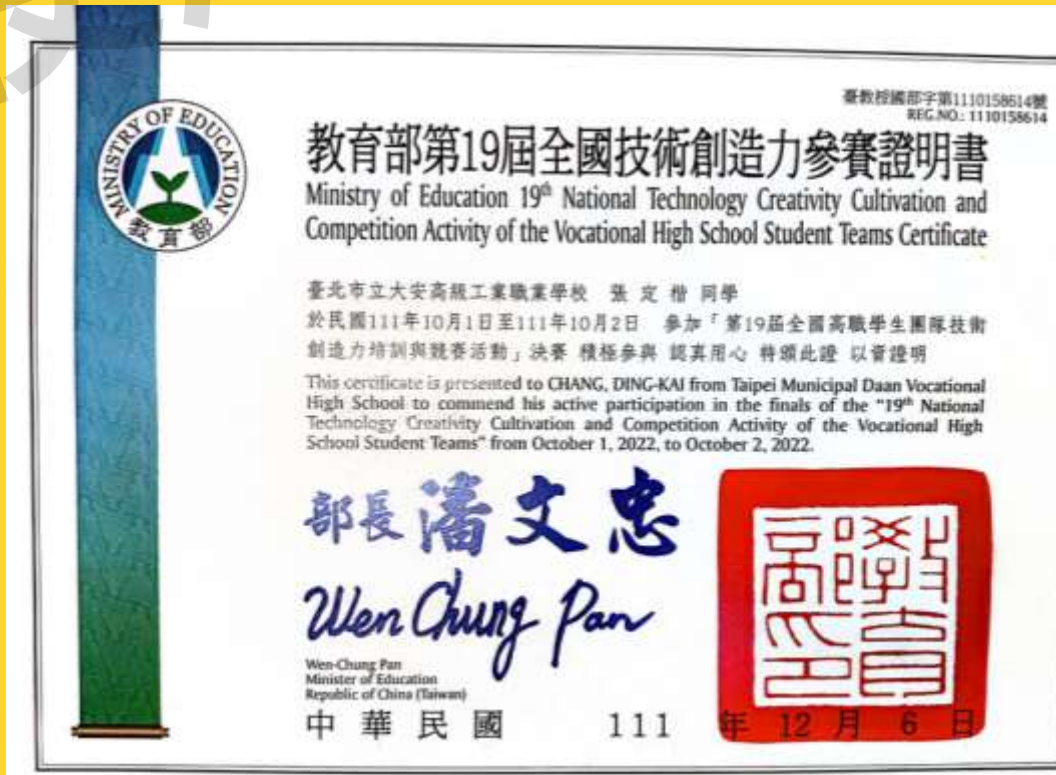 MINISTRY OF EDUCATION
教育部
臺教授國部字第1110158614號
REG.NO.: 1110158614
教育部第19屆全國技術創造力參賽證明書
Ministry of Education 19th National Technology Creativity Cultivation and
Competition Activity of the Vocational High School Student Teams Certificate
臺北市立大安高級工業職業學校 張定楷 同學
於民國111年10月1日至111年10月2日 參加「第19屆全國高職學生團隊技術
創造力培訓與競賽活動」決賽 積極參與 認真用心 特頒此證 以資證明
This certificate is presented to CHANG, DING-KAI from Taipei Municipal Daan Vocational
High School to commend his active participation in the finals of the "19th National
Technology Creativity Cultivation and Competition Activity of the Vocational High
School Student Teams" from October 1, 2022, to October 2, 2022.
部長潘文忠
Wen Chung Pan
Wen-Chung Pan
Minister of Education
Republic of China (Taiwan)
教育部印
中華民國 111 年 12 月 6 日